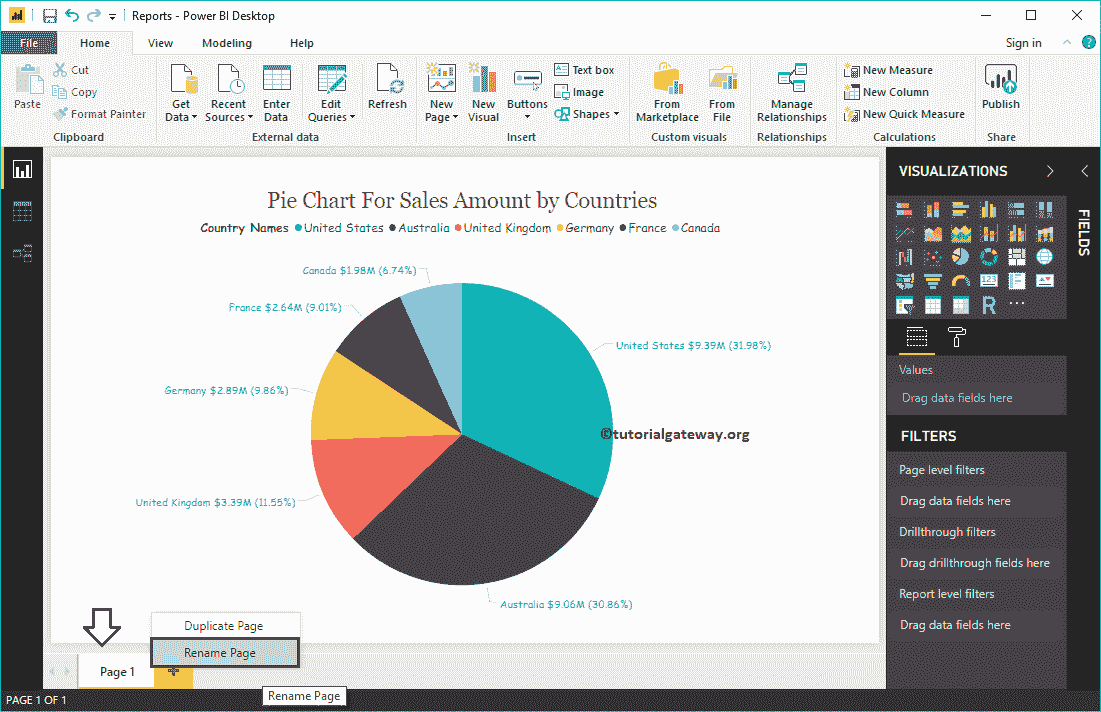 Reports - Power BI Desktop
File Home View Modeling Help Sign in ?
Paste
Cut
Copy
Format Painter
Clipboard
Get Data
Recent Sources
Enter Data
Edit Queries
Refresh
External data
New Page
New Visual
Buttons
Text box
Image
Shapes
Insert
From Marketplace
From File
Custom visuals
Manage Relationships
Relationships
New Measure
New Column
New Quick Measure
Calculations
Publish
Share
Pie Chart For Sales Amount by Countries
Country Names United States Australia United Kingdom Germany France Canada
Canada $1.98M (6.74%)
France $2.64M (9.01%)
United States $9.39M (31.98%)
Germany $2.89M (9.86%)
©tutorialgateway.org
United Kingdom $3.39M (11.55%)
Australia $9.06M (30.86%)
VISUALIZATIONS
FIELDS
123
R
...
Values
Drag data fields here
FILTERS
Page level filters
Drag data fields here
Drillthrough filters
Drag drillthrough fields here
Report level filters
Drag data fields here
Duplicate Page
Rename Page
Page 1 +
Rename Page
PAGE 1 OF 1